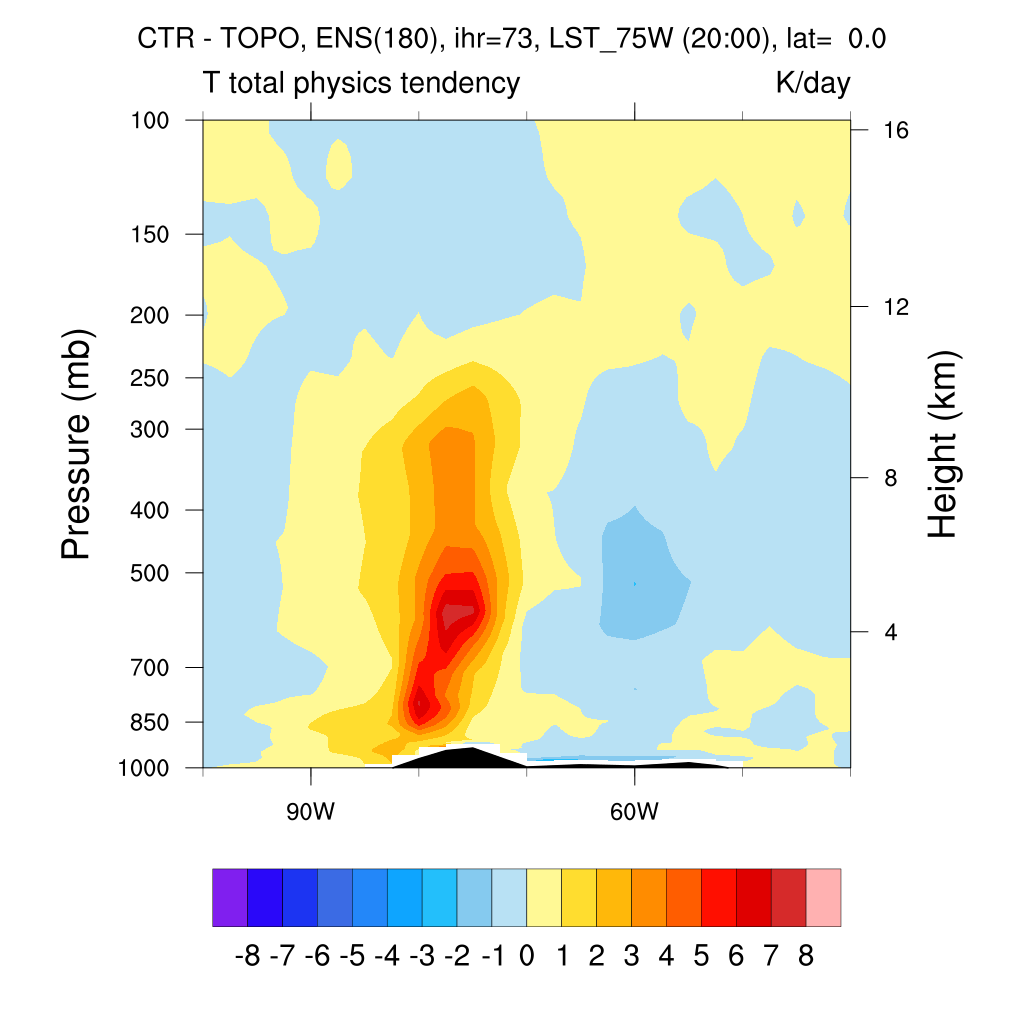 CTR - TOPO, ENS(180), ihr=73, LST_75W (20:00), lat=  0.0
T total physics tendency K/day
100
150
200
250
300
400
500
700
850
1000
Pressure (mb)
16
12
8
4
Height (km)
90W 60W
-8 -7 -6 -5 -4 -3 -2 -1 0 1 2 3 4 5 6 7 8